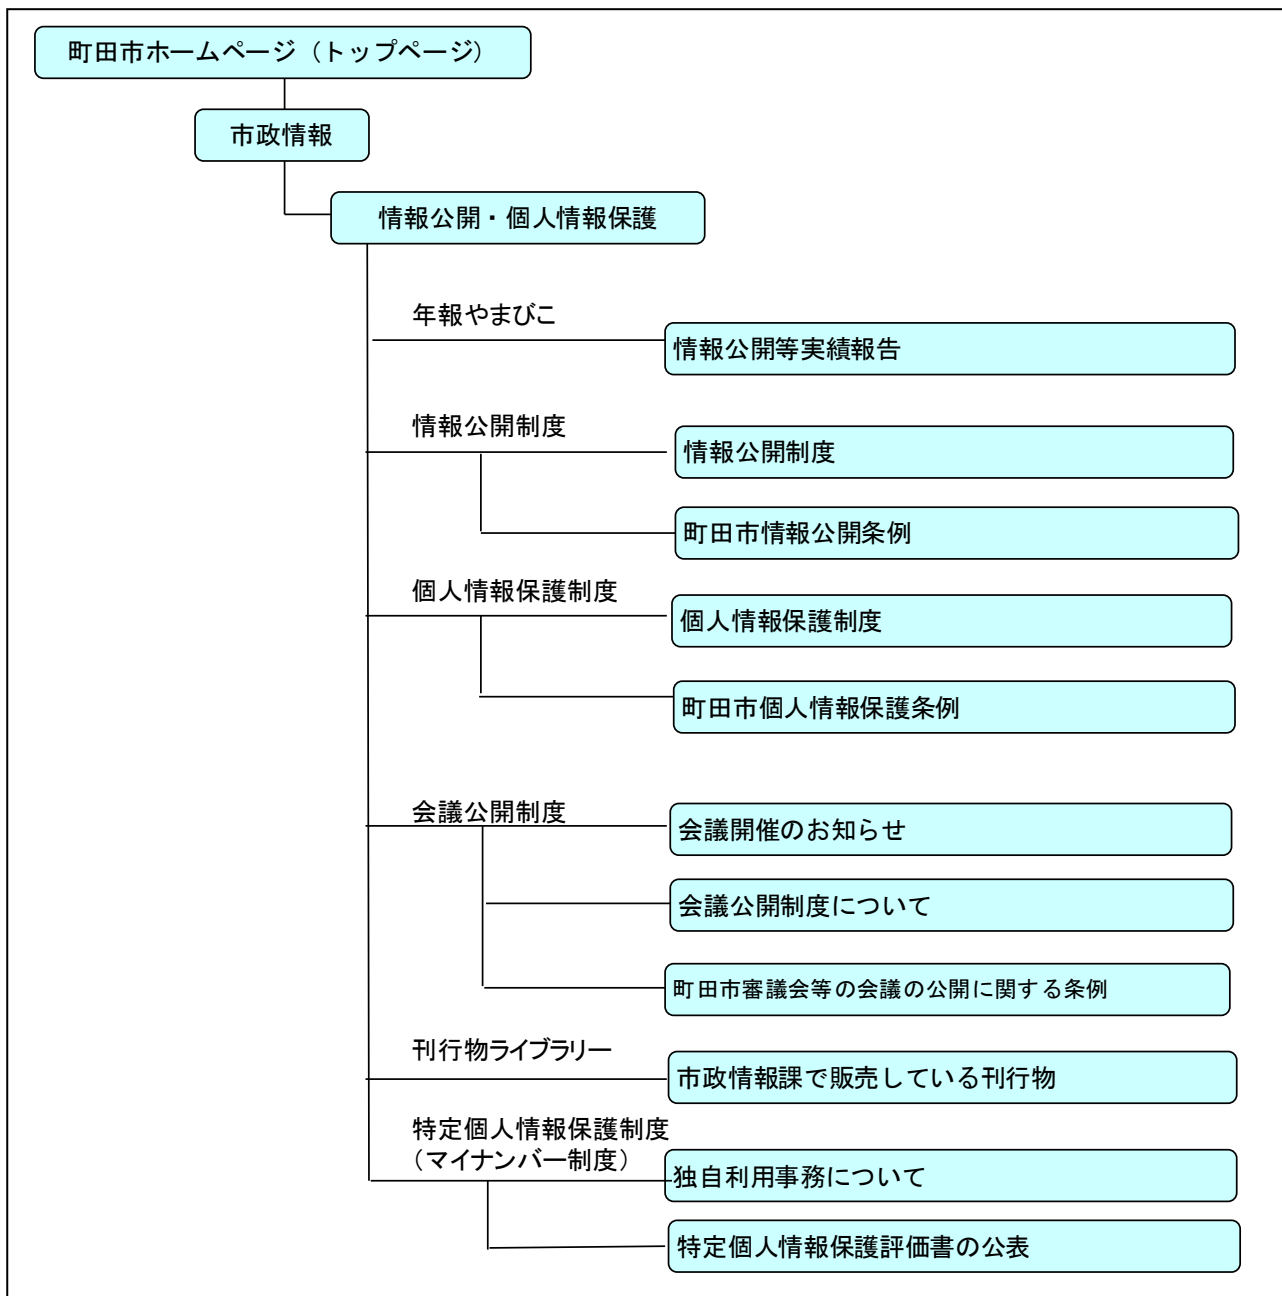 町田市ホームページ（トップページ）
市政情報
情報公開・個人情報保護
年報やまびこ
情報公開等実績報告
情報公開制度
情報公開制度
町田市情報公開条例
個人情報保護制度
個人情報保護制度
町田市個人情報保護条例
会議公開制度
会議開催のお知らせ
会議公開制度について
町田市審議会等の会議の公開に関する条例
刊行物ライブラリー
市政情報課で販売している刊行物
特定個人情報保護制度
（マイナンバー制度）
独自利用事務について
特定個人情報保護評価書の公表